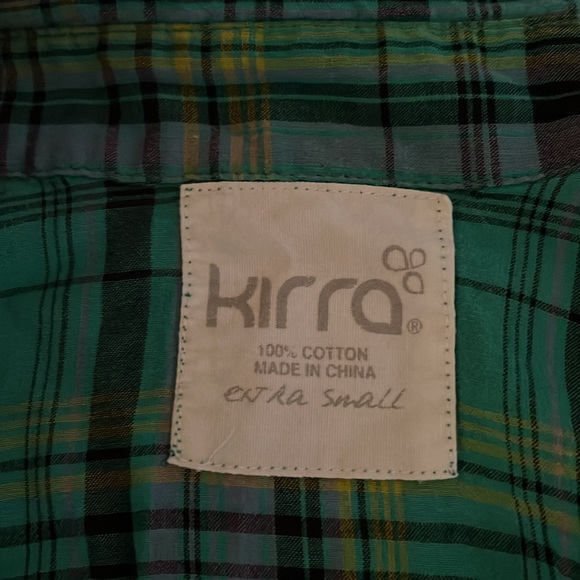 kirra®
100% COTTON
MADE IN CHINA
extra small